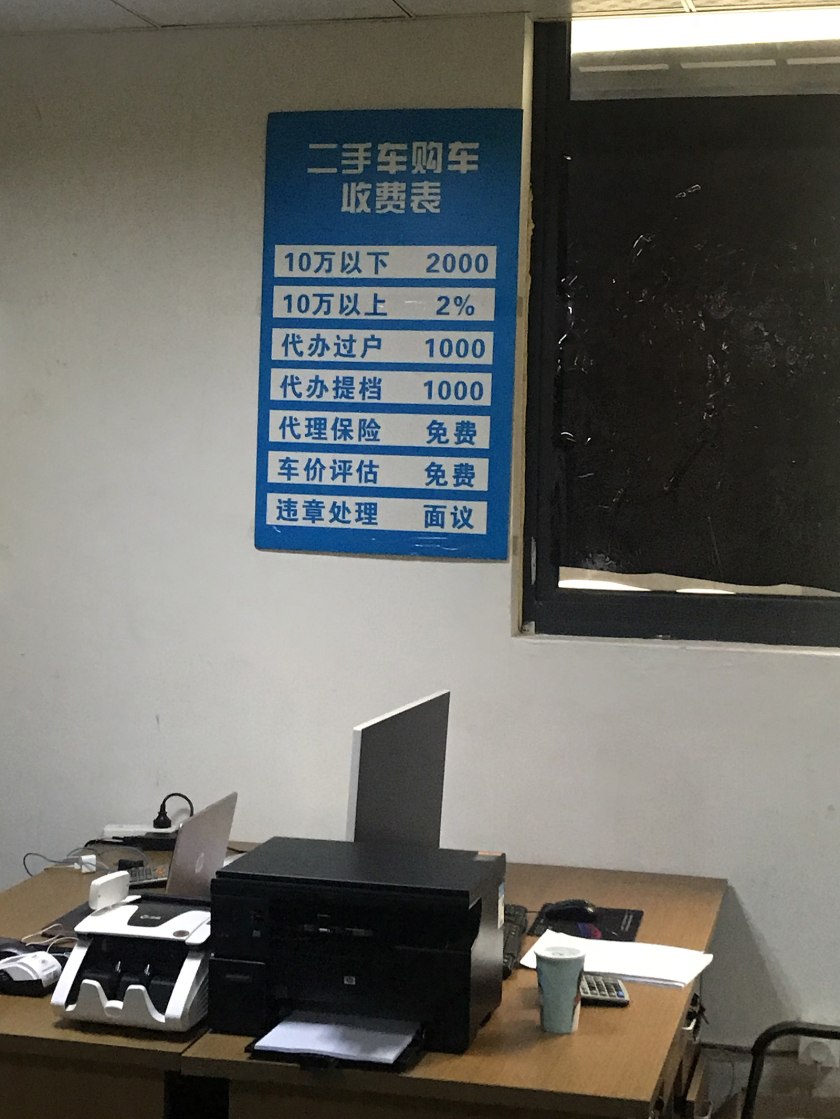 二手车购车
收费表
10万以下 2000
10万以上 2%
代办过户 1000
代办提档 1000
代理保险 免费
车价评估 免费
违章处理 面议
hp